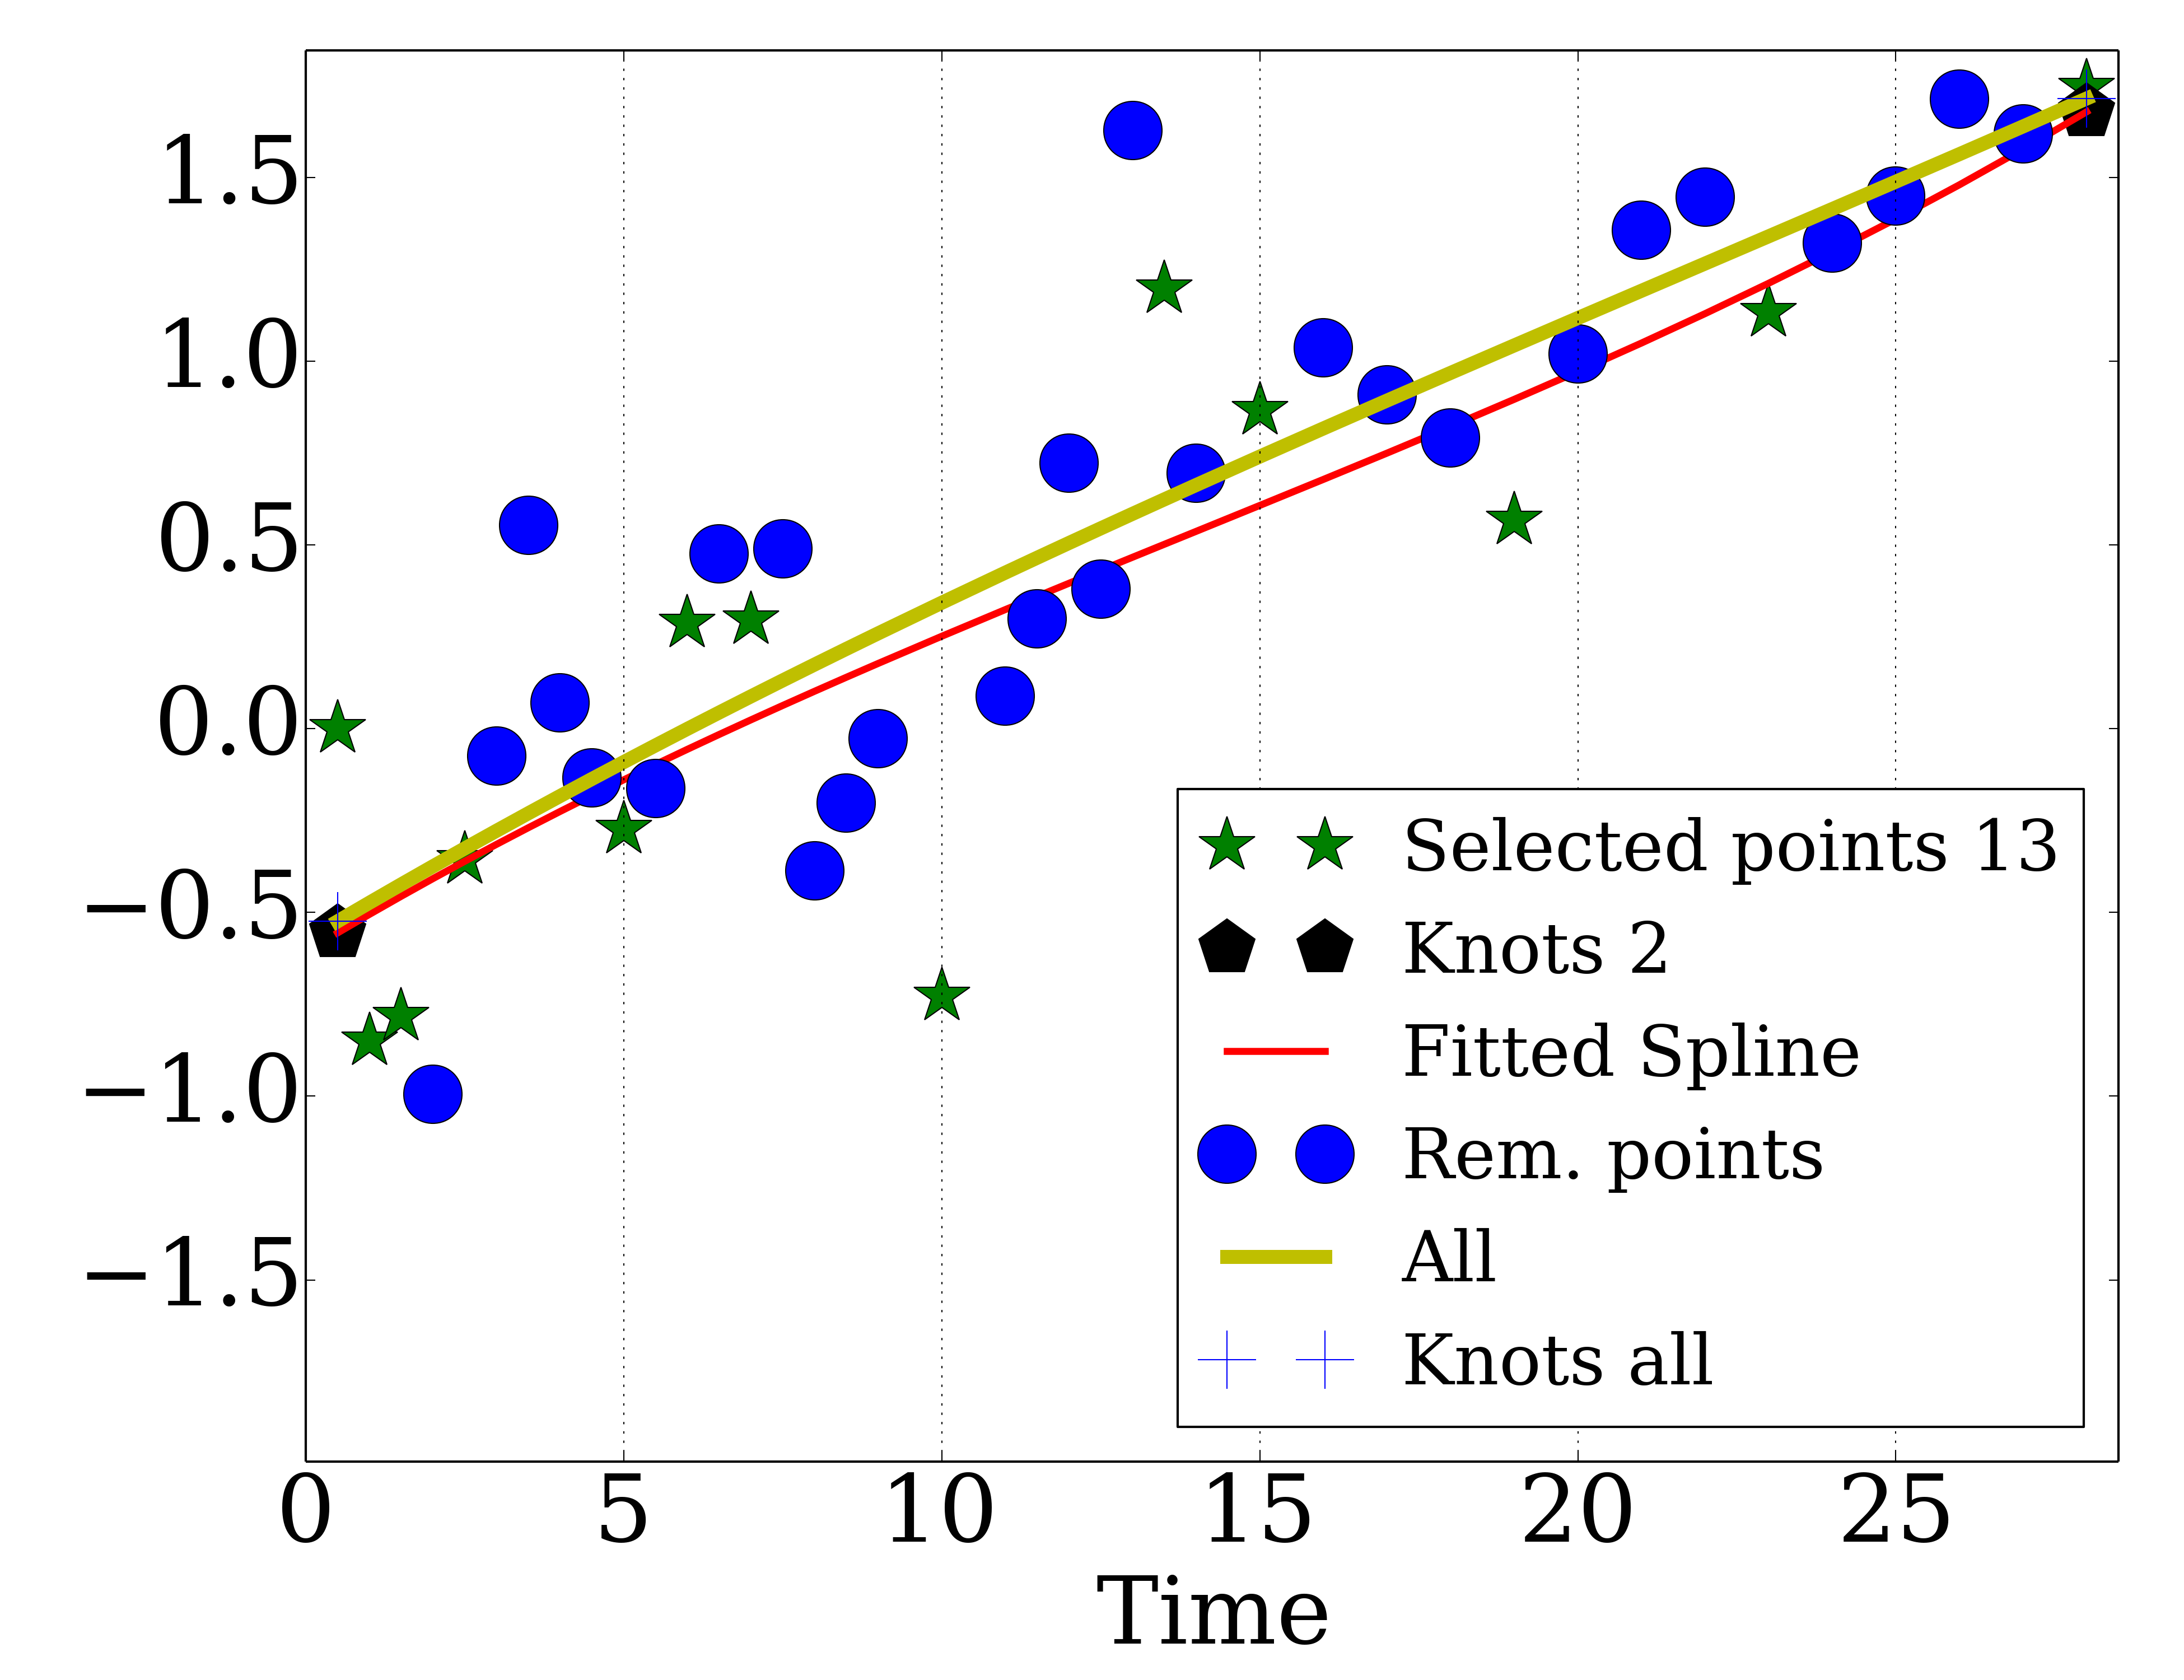 1.5
1.0
0.5
0.0
−0.5
−1.0
−1.5
Selected points 13
Knots 2
Fitted Spline
Rem. points
All
Knots all
0 5 10 15 20 25
Time